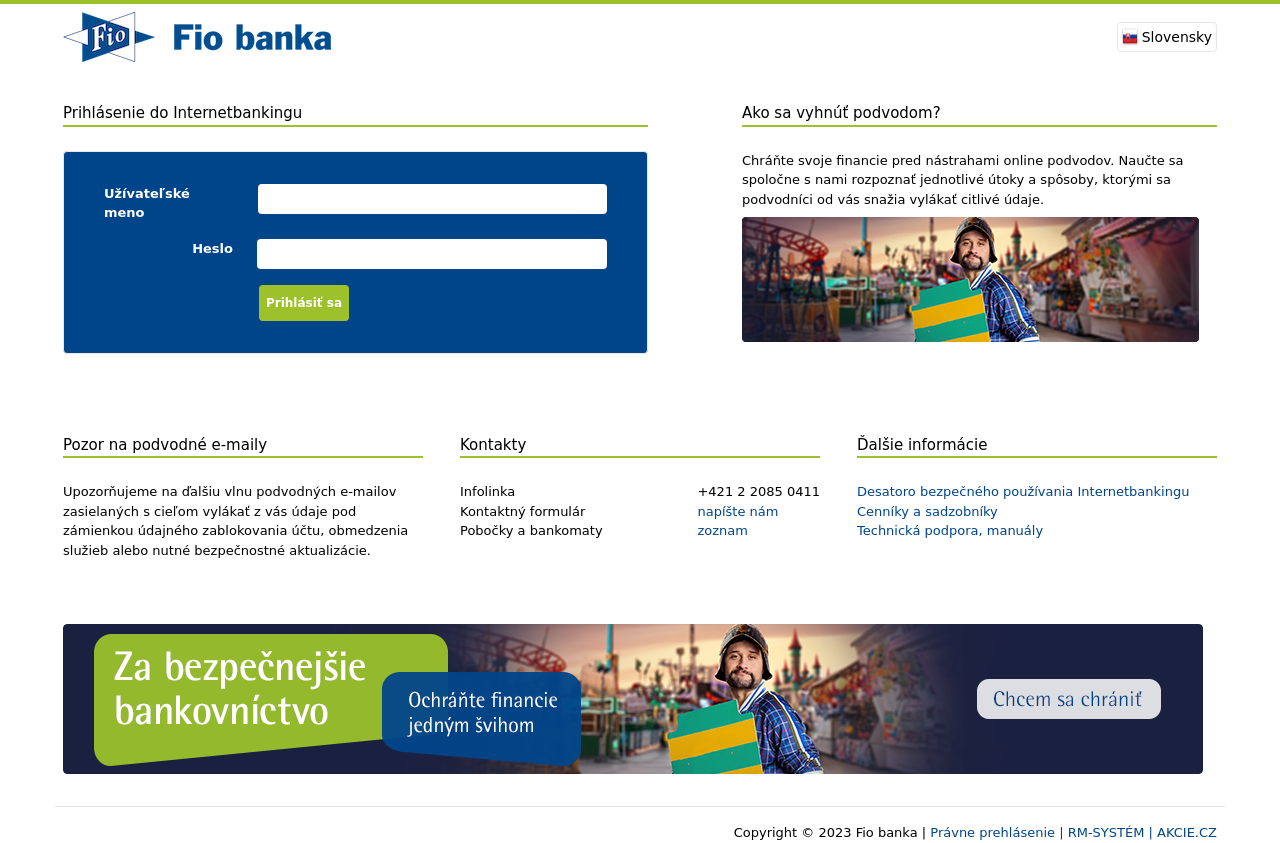 Fio
Fio banka
Slovensky
Prihlásenie do Internetbankingu
Užívateľské
meno
Heslo
Prihlásiť sa
Ako sa vyhnúť podvodom?
Chráňte svoje financie pred nástrahami online podvodov. Naučte sa
spoločne s nami rozpoznať jednotlivé útoky a spôsoby, ktorými sa
podvodníci od vás snažia vylákať citlivé údaje.
Pozor na podvodné e-maily
Upozorňujeme na ďalšiu vlnu podvodných e-mailov
zasielaných s cieľom vylákať z vás údaje pod
zámienkou údajného zablokovania účtu, obmedzenia
služieb alebo nutné bezpečnostné aktualizácie.
Kontakty
Infolinka +421 2 2085 0411
Kontaktný formulár napíšte nám
Pobočky a bankomaty zoznam
Ďalšie informácie
Desatoro bezpečného používania Internetbankingu
Cenníky a sadzobníky
Technická podpora, manuály
Za bezpečnejšie
bankovníctvo
Ochráňte financie
jedným švihom
Chcem sa chrániť
Copyright © 2023 Fio banka | Právne prehlásenie | RM-SYSTÉM | AKCIE.CZ